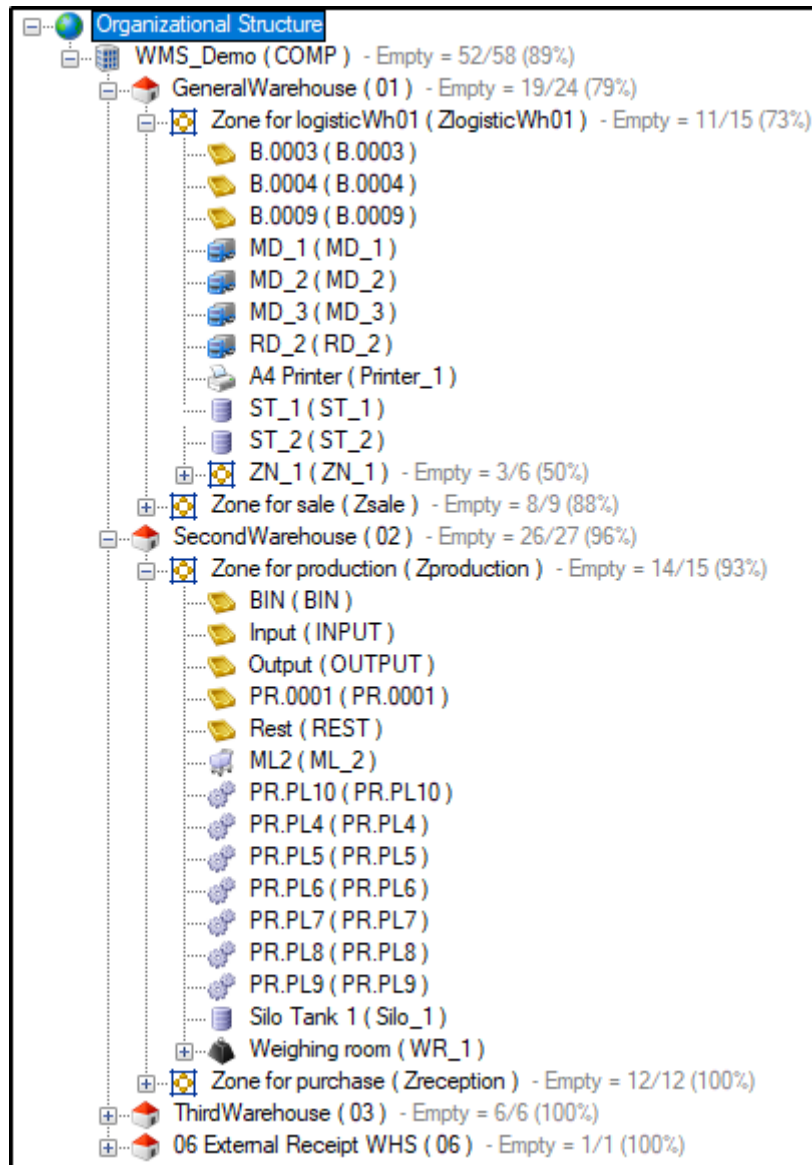 Organizational Structure
WMS_Demo ( COMP ) - Empty = 52/58 (89%)
GeneralWarehouse ( 01 ) - Empty = 19/24 (79%)
Zone for logisticWh01 ( ZlogisticWh01 ) - Empty = 11/15 (73%)
B.0003 ( B.0003 )
B.0004 ( B.0004 )
B.0009 ( B.0009 )
MD_1 ( MD_1 )
MD_2 ( MD_2 )
MD_3 ( MD_3 )
RD_2 ( RD_2 )
A4 Printer ( Printer_1 )
ST_1 ( ST_1 )
ST_2 ( ST_2 )
ZN_1 ( ZN_1 ) - Empty = 3/6 (50%)
Zone for sale ( Zsale ) - Empty = 8/9 (88%)
SecondWarehouse ( 02 ) - Empty = 26/27 (96%)
Zone for production ( Zproduction ) - Empty = 14/15 (93%)
BIN ( BIN )
Input ( INPUT )
Output ( OUTPUT )
PR.0001 ( PR.0001 )
Rest ( REST )
ML2 ( ML_2 )
PR.PL10 ( PR.PL10 )
PR.PL4 ( PR.PL4 )
PR.PL5 ( PR.PL5 )
PR.PL6 ( PR.PL6 )
PR.PL7 ( PR.PL7 )
PR.PL8 ( PR.PL8 )
PR.PL9 ( PR.PL9 )
Silo Tank 1 ( Silo_1 )
Weighing room ( WR_1 )
Zone for purchase ( Zreception ) - Empty = 12/12 (100%)
ThirdWarehouse ( 03 ) - Empty = 6/6 (100%)
06 External Receipt WHS ( 06 ) - Empty = 1/1 (100%)